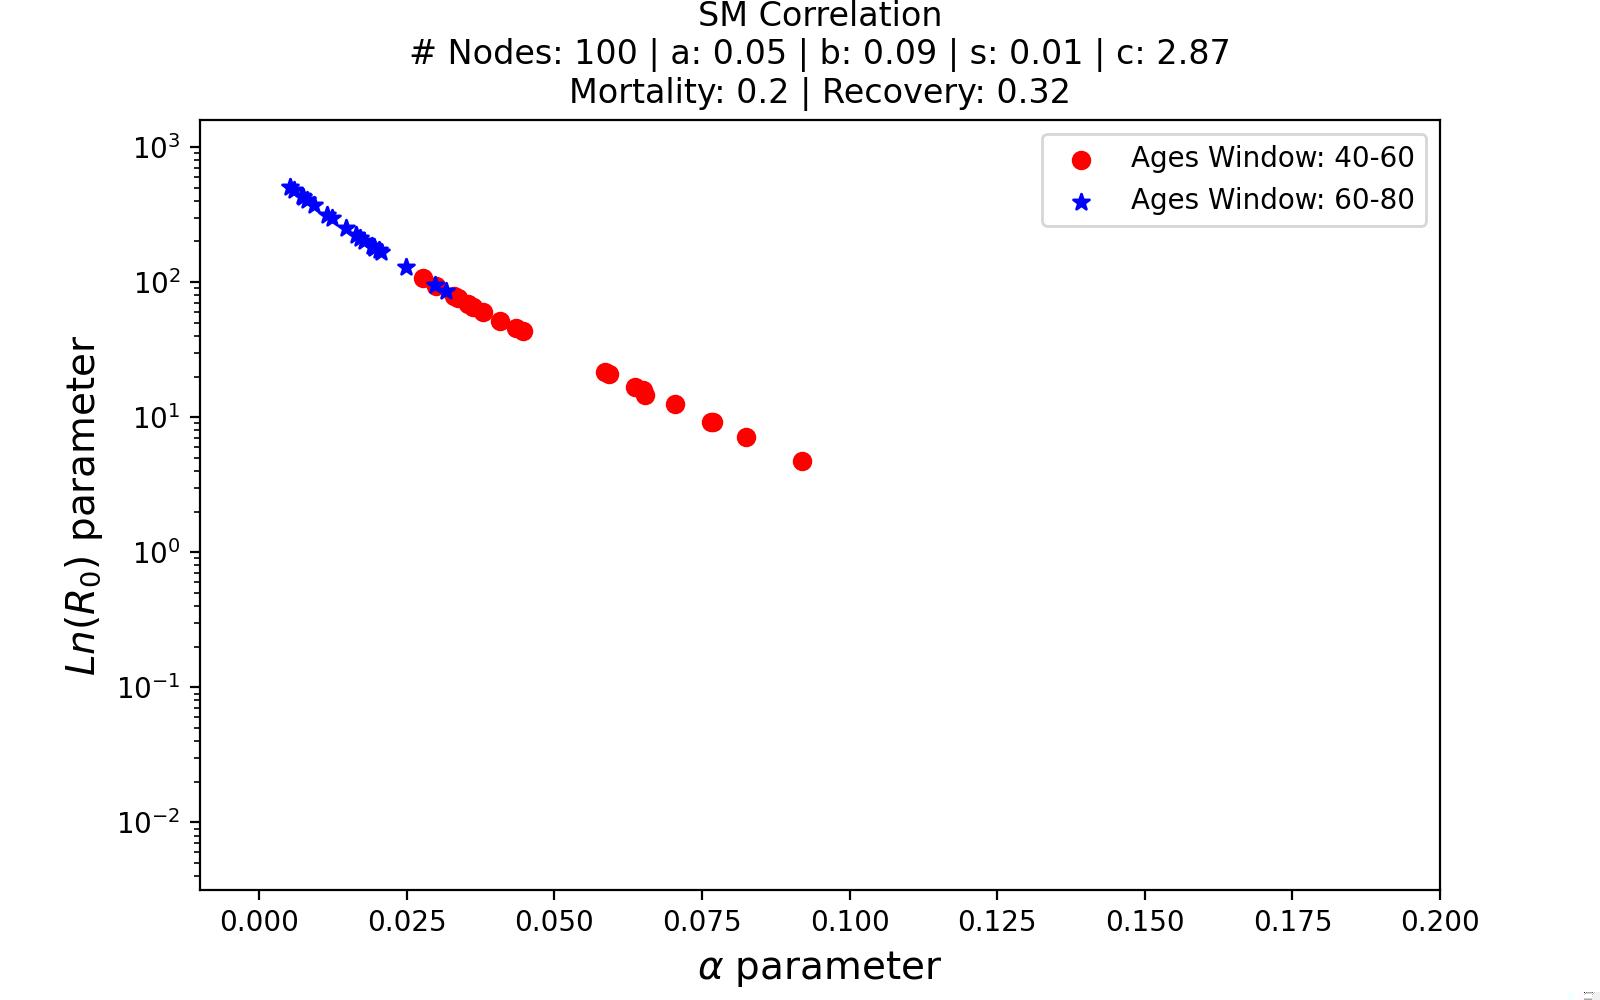 SM Correlation
# Nodes: 100 | a: 0.05 | b: 0.09 | s: 0.01 | c: 2.87
Mortality: 0.2 | Recovery: 0.32
Ages Window: 40-60
Ages Window: 60-80
Ln(R₀) parameter
10³
10²
10¹
10⁰
10⁻¹
10⁻²
0.000 0.025 0.050 0.075 0.100 0.125 0.150 0.175 0.200
α parameter